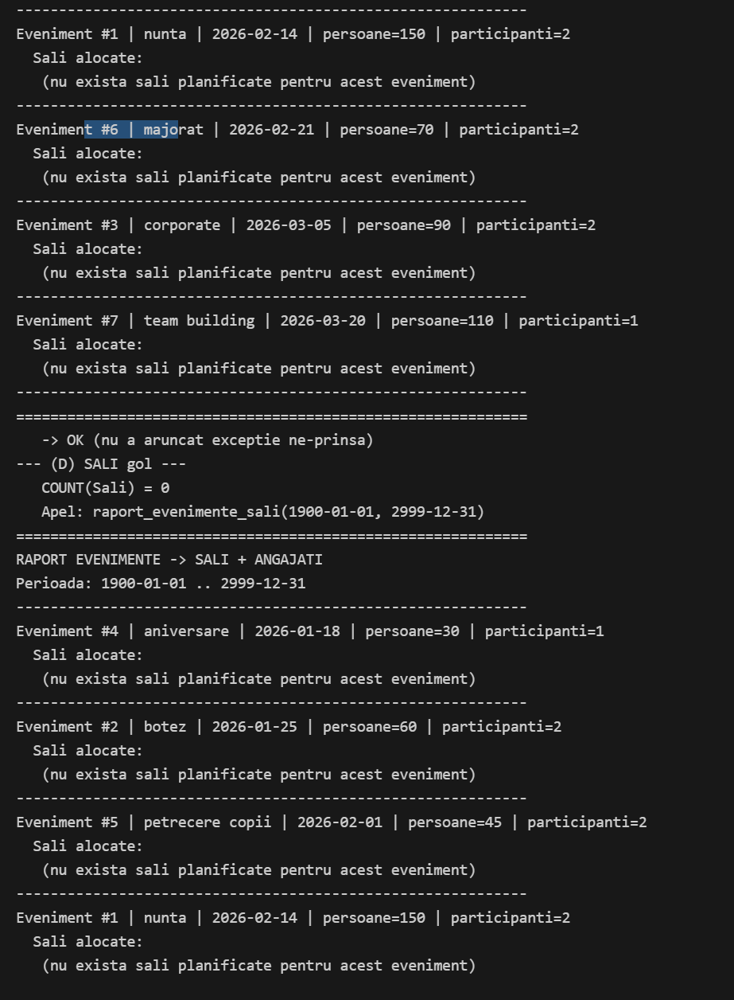 ------------------------------------------------------------
Eveniment #1 | nunta | 2026-02-14 | persoane=150 | participanti=2
  Sali alocate:
   (nu exista sali planificate pentru acest eveniment)
------------------------------------------------------------
Eveniment #6 | majorat | 2026-02-21 | persoane=70 | participanti=2
  Sali alocate:
   (nu exista sali planificate pentru acest eveniment)
------------------------------------------------------------
Eveniment #3 | corporate | 2026-03-05 | persoane=90 | participanti=2
  Sali alocate:
   (nu exista sali planificate pentru acest eveniment)
------------------------------------------------------------
Eveniment #7 | team building | 2026-03-20 | persoane=110 | participanti=1
  Sali alocate:
   (nu exista sali planificate pentru acest eveniment)
------------------------------------------------------------
============================================================
   -> OK (nu a aruncat exceptie ne-prinsa)
--- (D) SALI gol ---
   COUNT(Sali) = 0
   Apel: raport_evenimente_sali(1900-01-01, 2999-12-31)
============================================================
RAPORT EVENIMENTE -> SALI + ANGAJATI
Perioada: 1900-01-01 .. 2999-12-31
------------------------------------------------------------
Eveniment #4 | aniversare | 2026-01-18 | persoane=30 | participanti=1
  Sali alocate:
   (nu exista sali planificate pentru acest eveniment)
------------------------------------------------------------
Eveniment #2 | botez | 2026-01-25 | persoane=60 | participanti=2
  Sali alocate:
   (nu exista sali planificate pentru acest eveniment)
------------------------------------------------------------
Eveniment #5 | petrecere copii | 2026-02-01 | persoane=45 | participanti=2
  Sali alocate:
   (nu exista sali planificate pentru acest eveniment)
------------------------------------------------------------
Eveniment #1 | nunta | 2026-02-14 | persoane=150 | participanti=2
  Sali alocate:
   (nu exista sali planificate pentru acest eveniment)